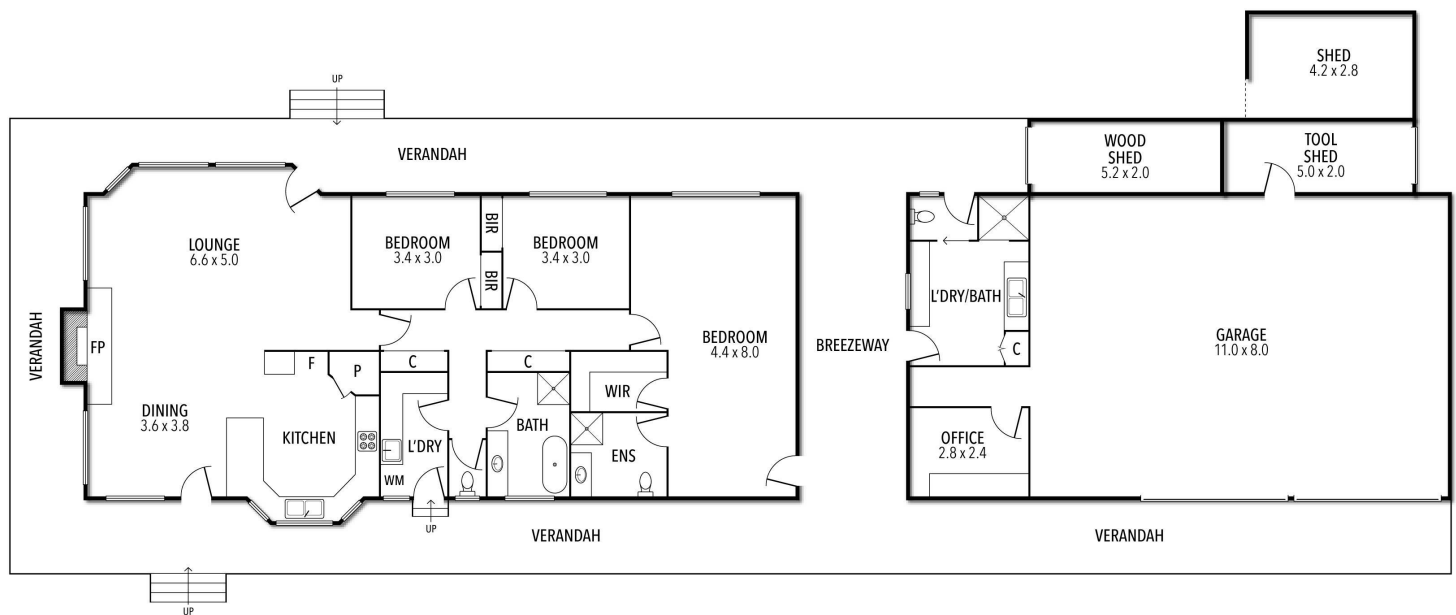 SHED
4.2 x 2.8
UP
VERANDAH
WOOD
SHED
5.2 x 2.0
TOOL
SHED
5.0 x 2.0
LOUNGE
6.6 x 5.0
BEDROOM
3.4 x 3.0
BIR
BIR
BEDROOM
3.4 x 3.0
L'DRY/BATH
VERANDAH
FP
BEDROOM
4.4 x 8.0
BREEZEWAY
GARAGE
11.0 x 8.0
F
P
C
C
C
WIR
DINING
3.6 x 3.8
KITCHEN
L'DRY
BATH
ENS
OFFICE
2.8 x 2.4
WM
UP
VERANDAH
VERANDAH
UP